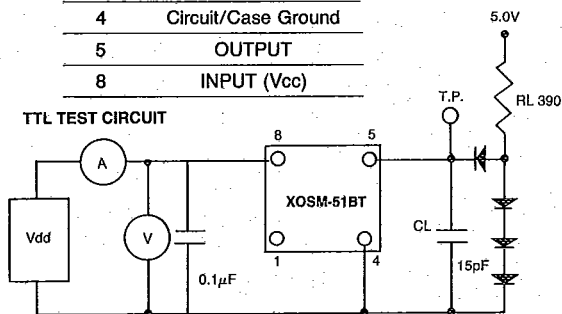 4 Circuit/Case Ground
5 OUTPUT
8 INPUT (Vcc)
5.0V
T.P.
RL 390
TTL TEST CIRCUIT
A
8
5
XOSM-51BT
Vdd
V
CL
1
4
0.1µF
15pF